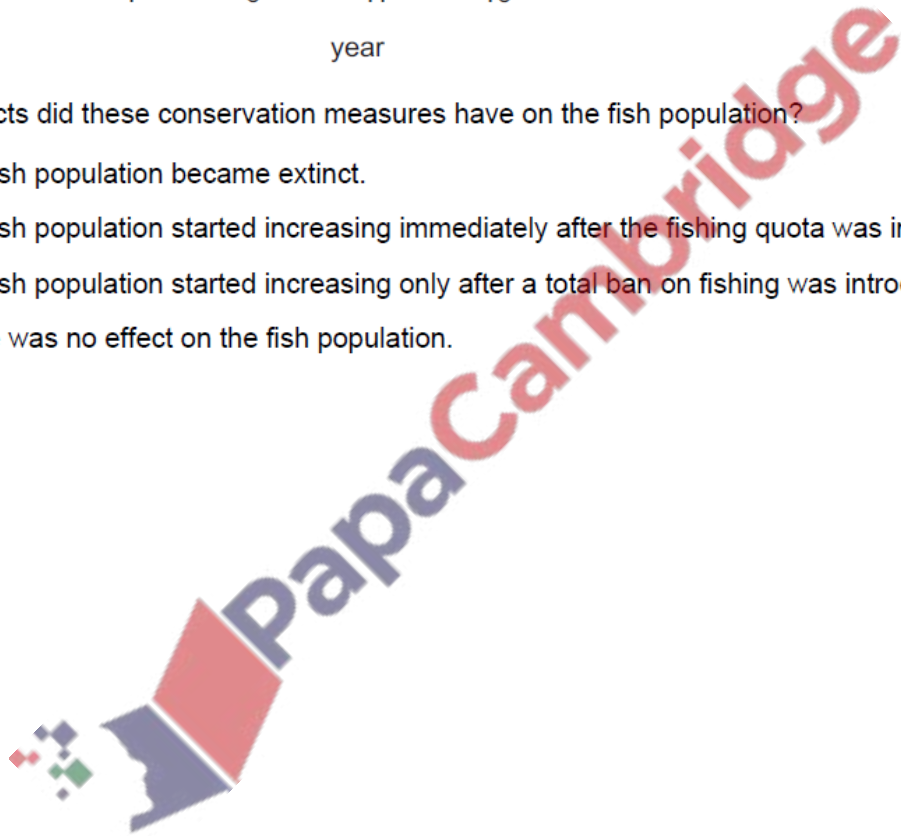 year
cts did these conservation measures have on the fish population?
sh population became extinct.
sh population started increasing immediately after the fishing quota was i
sh population started increasing only after a total ban on fishing was intro
was no effect on the fish population.
PapaCambridge